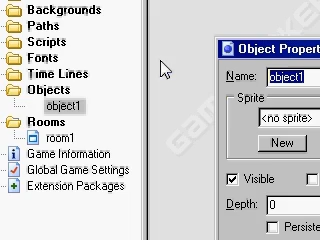 Backgrounds
Paths
Scripts
Fonts
Time Lines
Objects
object1
Rooms
room1
Game Information
Global Game Settings
Extension Packages
Object Propert
Name: object1
Sprite
<no sprite>
New
Visible
Depth: 0
Persiste